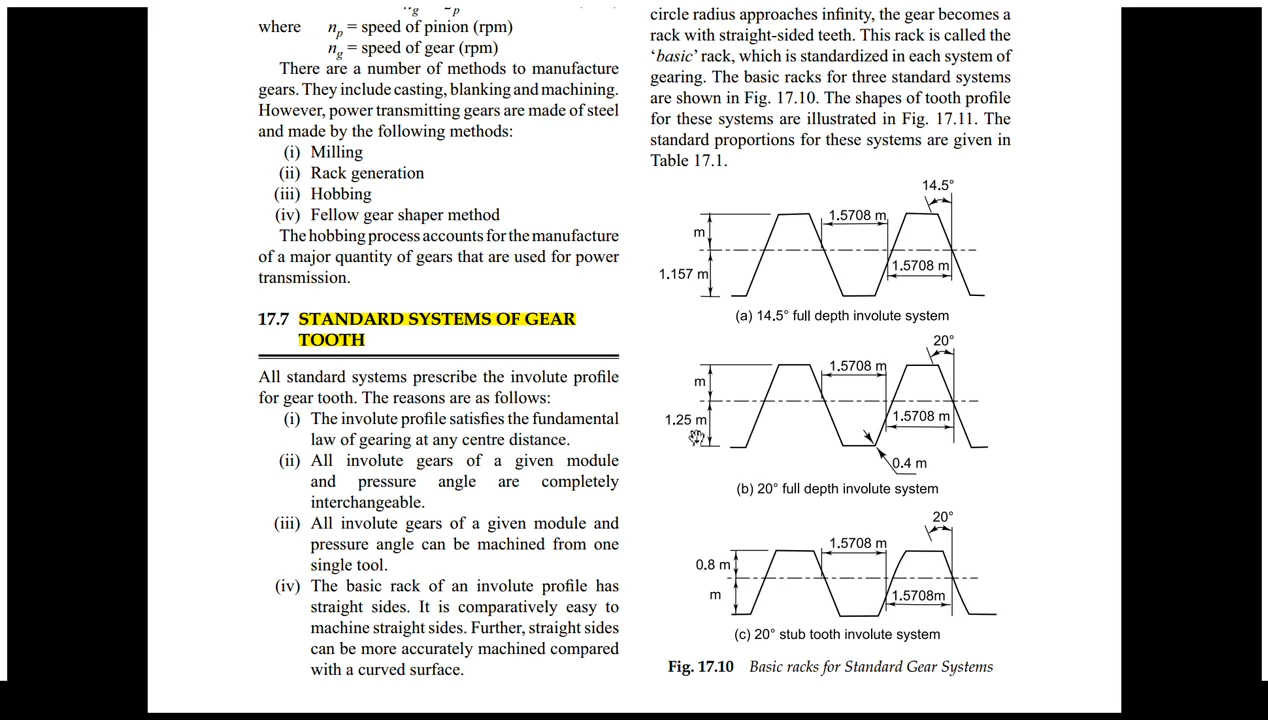 where n_p = speed of pinion (rpm)
n_g = speed of gear (rpm)
There are a number of methods to manufacture
gears. They include casting, blanking and machining.
However, power transmitting gears are made of steel
and made by the following methods:
(i) Milling
(ii) Rack generation
(iii) Hobbing
(iv) Fellow gear shaper method
The hobbing process accounts for the manufacture
of a major quantity of gears that are used for power
transmission.
17.7 STANDARD SYSTEMS OF GEAR
TOOTH
All standard systems prescribe the involute profile
for gear tooth. The reasons are as follows:
(i) The involute profile satisfies the fundamental
law of gearing at any centre distance.
(ii) All involute gears of a given module
and pressure angle are completely
interchangeable.
(iii) All involute gears of a given module and
pressure angle can be machined from one
single tool.
(iv) The basic rack of an involute profile has
straight sides. It is comparatively easy to
machine straight sides. Further, straight sides
can be more accurately machined compared
with a curved surface.
circle radius approaches infinity, the gear becomes a
rack with straight-sided teeth. This rack is called the
‘basic’ rack, which is standardized in each system of
gearing. The basic racks for three standard systems
are shown in Fig. 17.10. The shapes of tooth profile
for these systems are illustrated in Fig. 17.11. The
standard proportions for these systems are given in
Table 17.1.
14.5°
1.5708 m
m
1.5708 m
1.157 m
(a) 14.5° full depth involute system
20°
1.5708 m
m
1.5708 m
1.25 m
0.4 m
(b) 20° full depth involute system
20°
1.5708 m
0.8 m
m
1.5708m
(c) 20° stub tooth involute system
Fig. 17.10 Basic racks for Standard Gear Systems